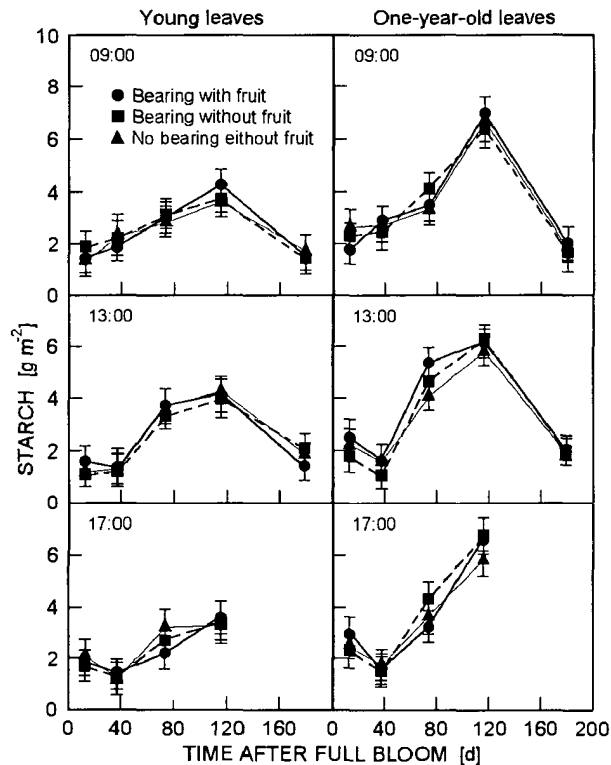 Young leaves One-year-old leaves
10
09:00 09:00
Bearing with fruit
8
Bearing without fruit
No bearing eithout fruit
6
4
2
0
13:00 13:00
6
4
2
0
STARCH [g m-2]
17:00 17:00
6
4
2
0
0 40 80 120 160 0 40 80 120 160 200
TIME AFTER FULL BLOOM [d]